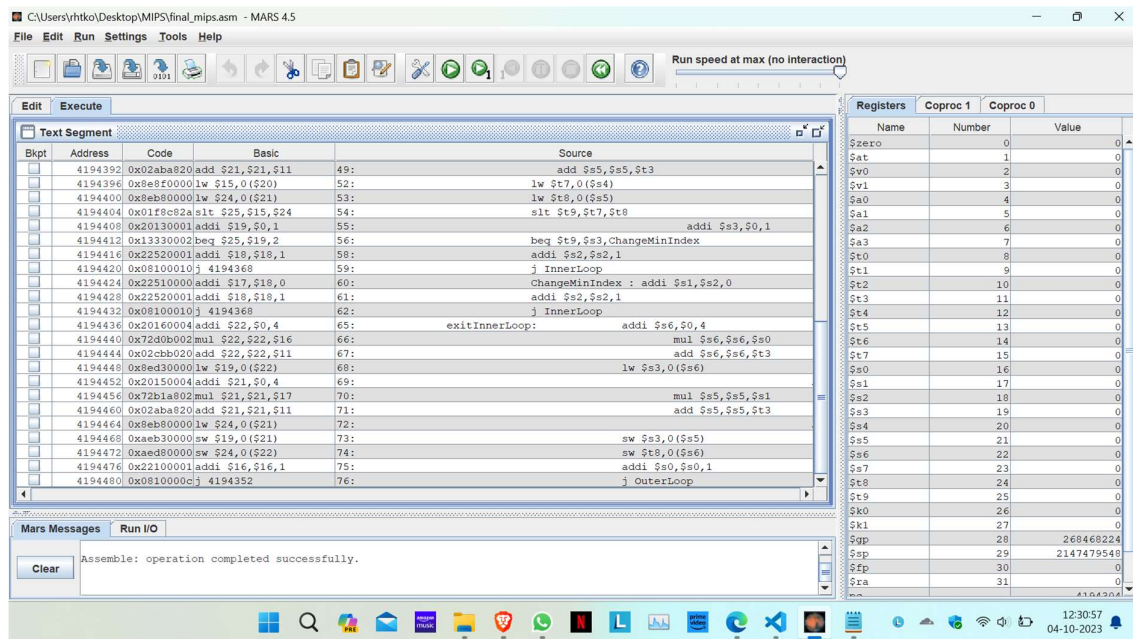 C:\Users\rhtko\Desktop\MIPS\final_mips.asm - MARS 4.5
File Edit Run Settings Tools Help
Run speed at max (no interaction)
Edit Execute
Text Segment
Bkpt Address Code Basic Source
4194392 0x02aba820 add $21,$21,$11 49: add $s5,$s5,$t3
4194396 0x8e8f0000 lw $15,0($20) 52: lw $t7,0($s4)
4194400 0x8eb80000 lw $24,0($21) 53: lw $t8,0($s5)
4194404 0x01f8c82a slt $25,$15,$24 54: slt $t9,$t7,$t8
4194408 0x20130001 addi $19,$0,1 55: addi $s3,$0,1
4194412 0x13330002 beq $25,$19,2 56: beq $t9,$s3,ChangeMinIndex
4194416 0x22520001 addi $18,$18,1 58: addi $s2,$s2,1
4194420 0x08100010 j 4194368 59: j InnerLoop
4194424 0x22510000 addi $17,$18,0 60: ChangeMinIndex : addi $s1,$s2,0
4194428 0x22520001 addi $18,$18,1 61: addi $s2,$s2,1
4194432 0x08100010 j 4194368 62: j InnerLoop
4194436 0x20160004 addi $22,$0,4 65: exitInnerLoop: addi $s6,$0,4
4194440 0x72d0b002 mul $22,$22,$16 66: mul $s6,$s6,$s0
4194444 0x02cbb020 add $22,$22,$11 67: add $s6,$s6,$t3
4194448 0x8ed30000 lw $19,0($22) 68: lw $s3,0($s6)
4194452 0x20150004 addi $21,$0,4 69:
4194456 0x72b1a802 mul $21,$21,$17 70: mul $s5,$s5,$s1
4194460 0x02aba820 add $21,$21,$11 71: add $s5,$s5,$t3
4194464 0x8eb80000 lw $24,0($21) 72:
4194468 0xaeb30000 sw $19,0($21) 73: sw $s3,0($s5)
4194472 0xaed80000 sw $24,0($22) 74: sw $t8,0($s6)
4194476 0x22100001 addi $16,$16,1 75: addi $s0,$s0,1
4194480 0x0810000c j 4194352 76: j OuterLoop
Mars Messages Run I/O
Clear
Assemble: operation completed successfully.
Registers Coproc 1 Coproc 0
Name Number Value
$zero 0 0
$at 1 0
$v0 2 0
$v1 3 0
$a0 4 0
$a1 5 0
$a2 6 0
$a3 7 0
$t0 8 0
$t1 9 0
$t2 10 0
$t3 11 0
$t4 12 0
$t5 13 0
$t6 14 0
$t7 15 0
$s0 16 0
$s1 17 0
$s2 18 0
$s3 19 0
$s4 20 0
$s5 21 0
$s6 22 0
$s7 23 0
$t8 24 0
$t9 25 0
$k0 26 0
$k1 27 0
$gp 28 268468224
$sp 29 2147479548
$fp 30 0
$ra 31 0
pc 4194304
12:30:57
04-10-2023